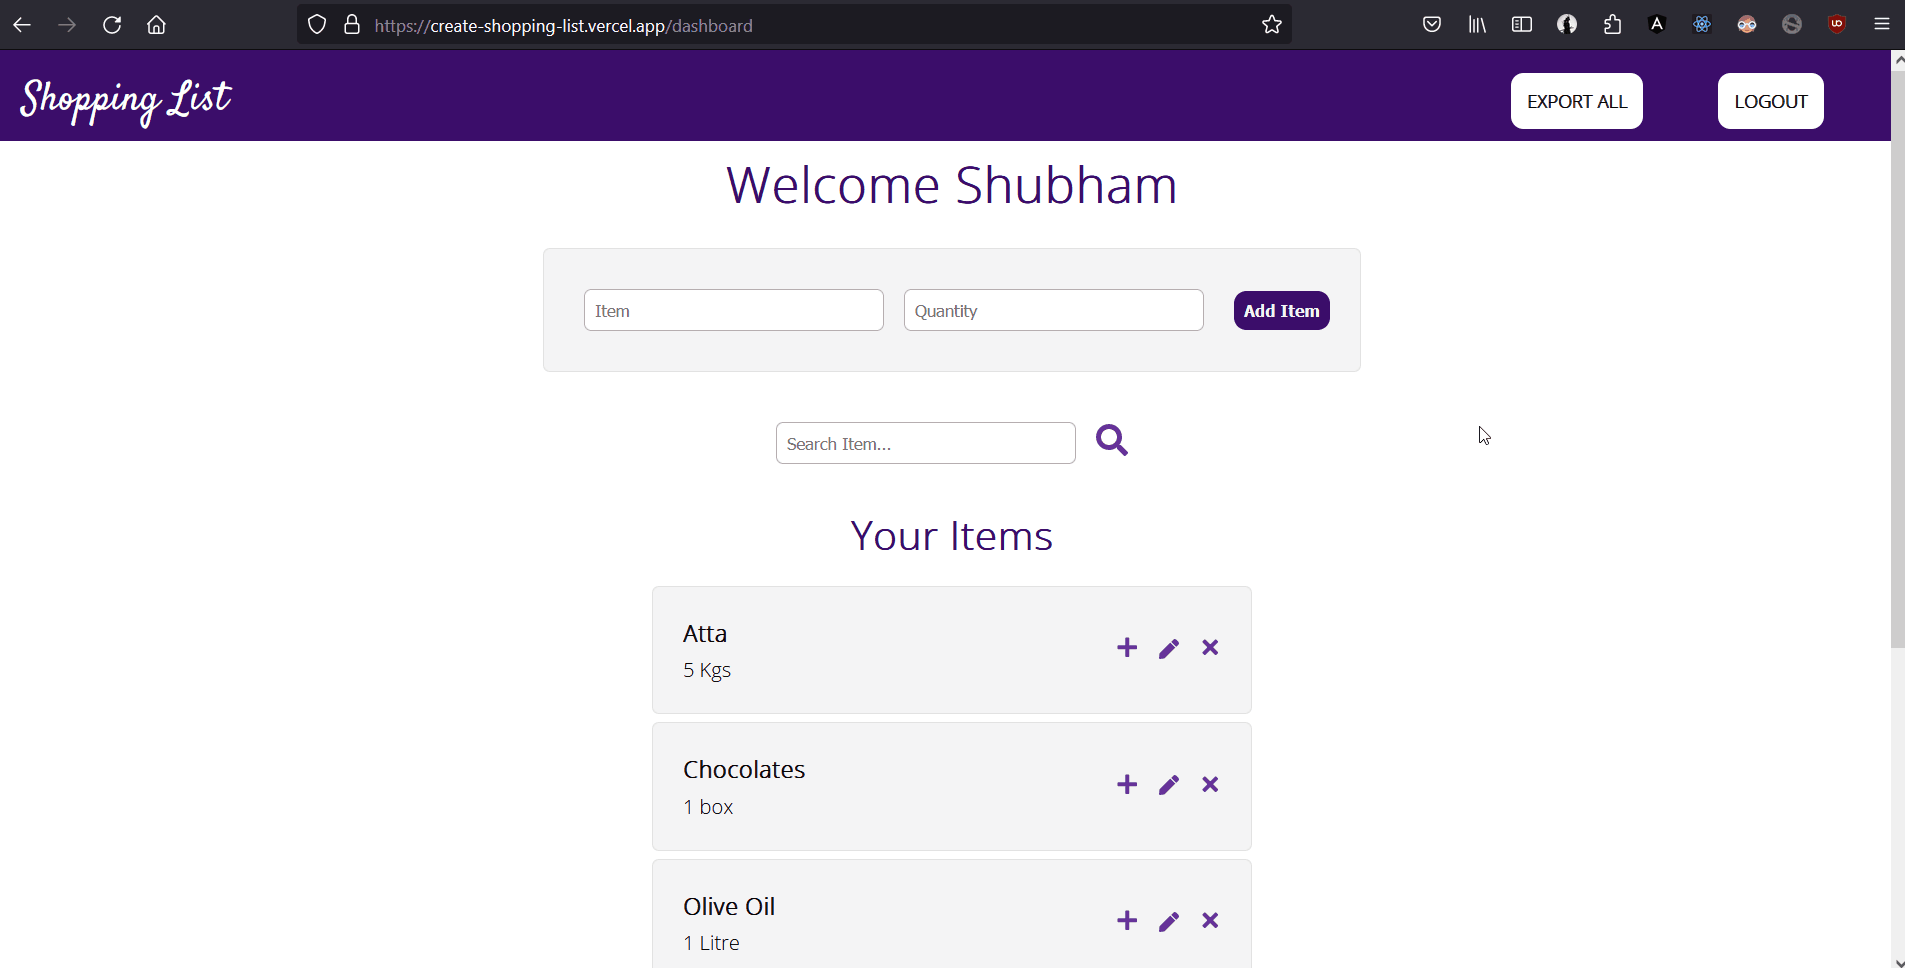 https://create-shopping-list.vercel.app/dashboard
Shopping List
EXPORT ALL
LOGOUT
Welcome Shubham
Item
Quantity
Add Item
Search Item...
Your Items
Atta
5 Kgs
Chocolates
1 box
Olive Oil
1 Litre